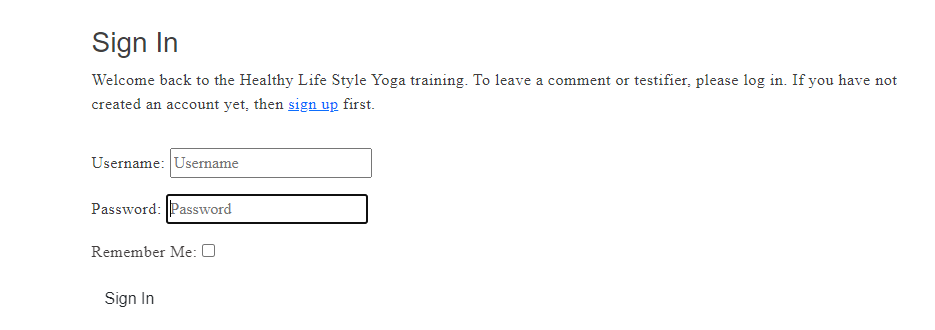 Sign In
Welcome back to the Healthy Life Style Yoga training. To leave a comment or testifier, please log in. If you have not
created an account yet, then sign up first.
Username: Username
Password: Password
Remember Me:
Sign In